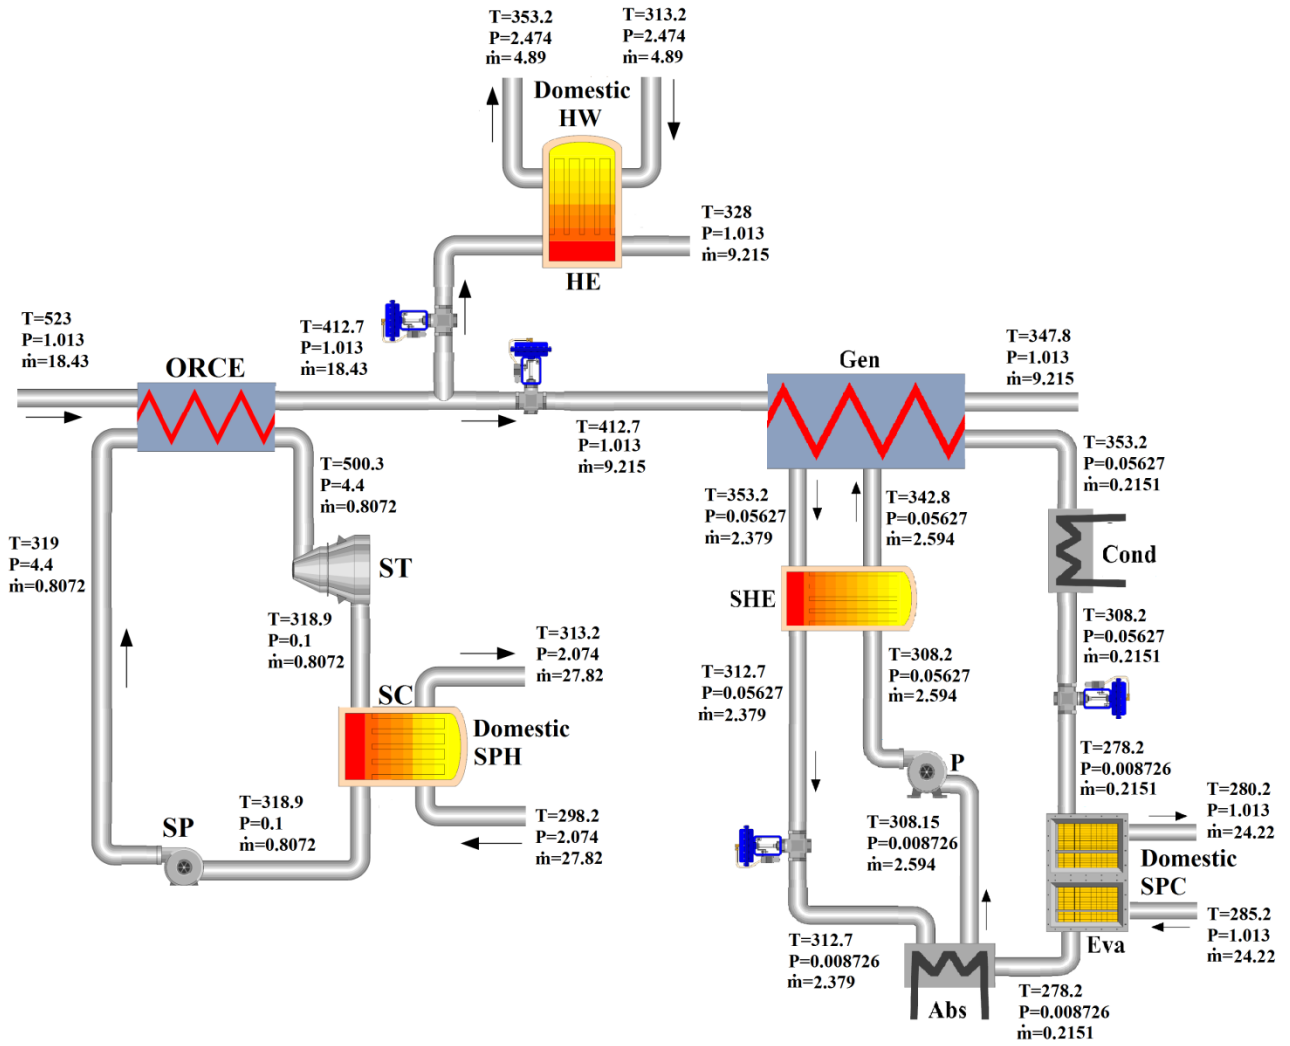 T=353.2
P=2.474
ṁ=4.89
T=313.2
P=2.474
ṁ=4.89
Domestic
HW
T=328
P=1.013
ṁ=9.215
HE
T=523
P=1.013
ṁ=18.43
ORCE
T=412.7
P=1.013
ṁ=18.43
Gen
T=347.8
P=1.013
ṁ=9.215
T=412.7
P=1.013
ṁ=9.215
T=500.3
P=4.4
ṁ=0.8072
T=353.2
P=0.05627
ṁ=2.379
T=342.8
P=0.05627
ṁ=2.594
T=353.2
P=0.05627
ṁ=0.2151
T=319
P=4.4
ṁ=0.8072
ST
SHE
Cond
T=318.9
P=0.1
ṁ=0.8072
T=313.2
P=2.074
ṁ=27.82
T=312.7
P=0.05627
ṁ=2.379
T=308.2
P=0.05627
ṁ=2.594
T=308.2
P=0.05627
ṁ=0.2151
SC
Domestic
SPH
P
T=278.2
P=0.008726
ṁ=0.2151
T=280.2
P=1.013
ṁ=24.22
T=318.9
P=0.1
ṁ=0.8072
SP
T=298.2
P=2.074
ṁ=27.82
T=308.15
P=0.008726
ṁ=2.594
Domestic
SPC
T=285.2
P=1.013
ṁ=24.22
Eva
T=312.7
P=0.008726
ṁ=2.379
Abs
T=278.2
P=0.008726
ṁ=0.2151